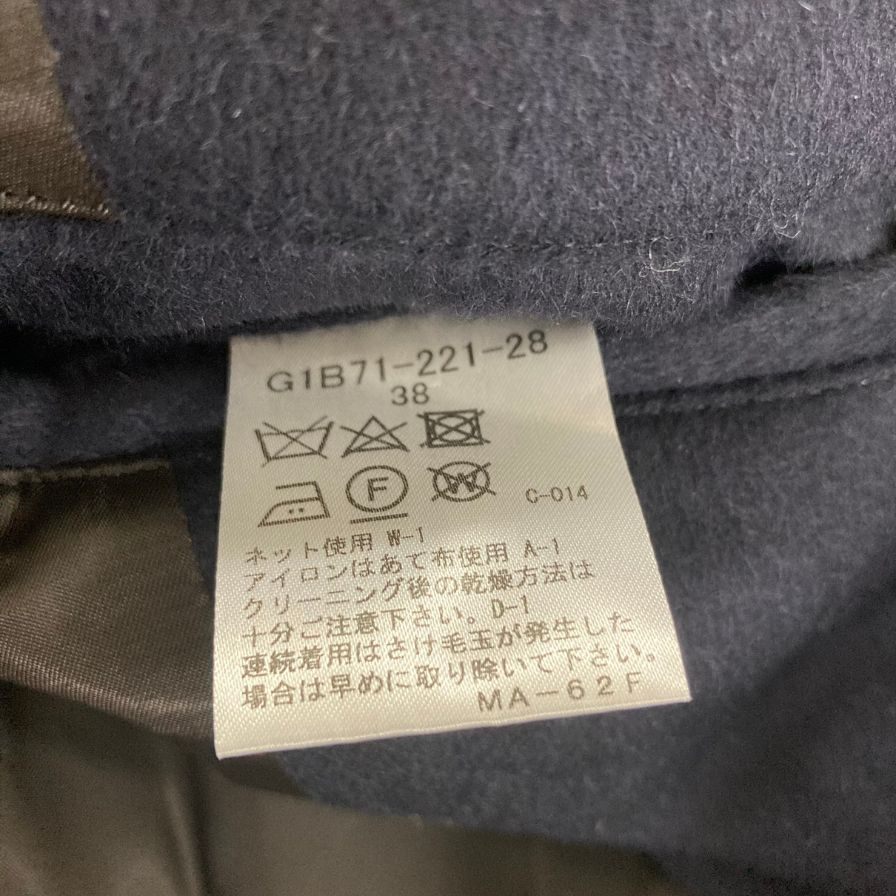 G1B71-221-28
38
F
W
C-014
ネット使用 W-1
アイロンはあて布使用 A-1
クリーニング後の乾燥方法は
十分ご注意下さい。D-1
連続着用はさけ毛玉が発生した
場合は早めに取り除いて下さい。
MA-62F